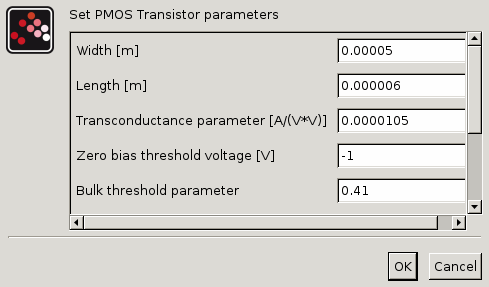 Set PMOS Transistor parameters
Width [m] 0.00005
Length [m] 0.000006
Transconductance parameter [A/(V*V)] 0.0000105
Zero bias threshold voltage [V] -1
Bulk threshold parameter 0.41
OK Cancel